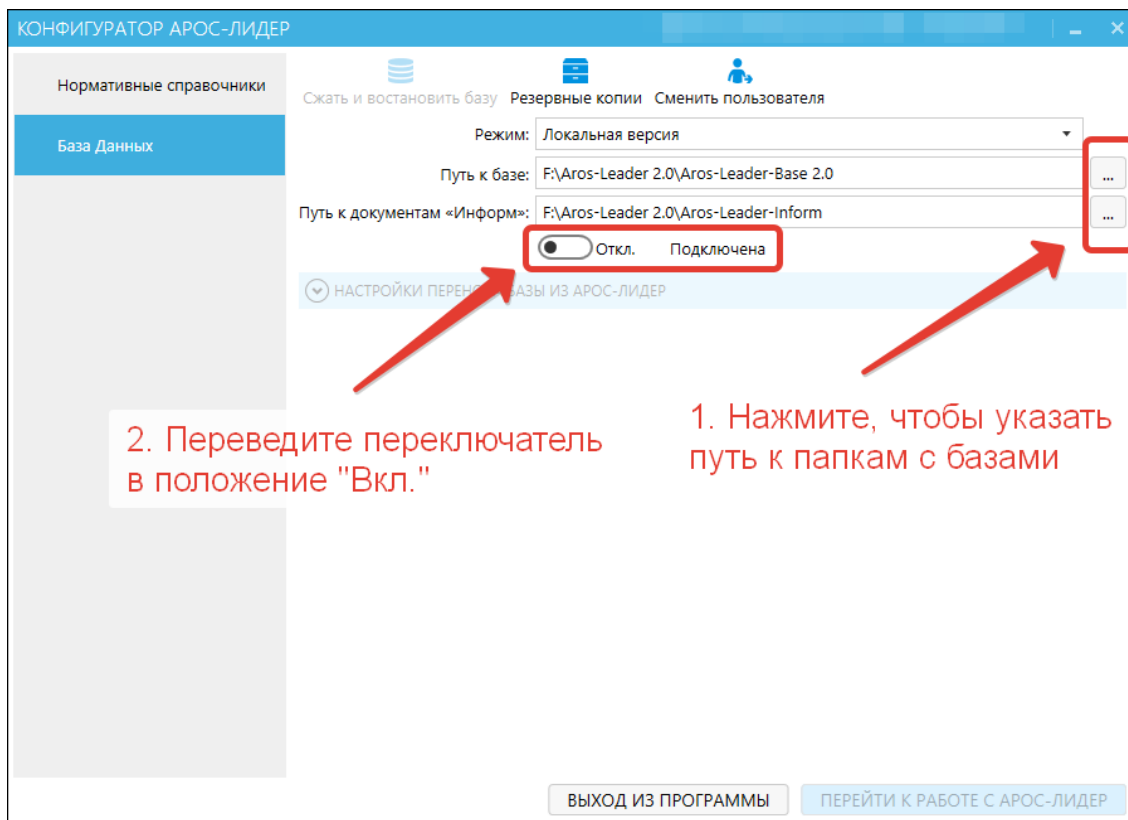 КОНФИГУРАТОР АРОС-ЛИДЕР
Нормативные справочники
База Данных
Сжать и востановить базу Резервные копии Сменить пользователя
Режим: Локальная версия
Путь к базе: F:\Aros-Leader 2.0\Aros-Leader-Base 2.0 ...
Путь к документам «Информ»: F:\Aros-Leader 2.0\Aros-Leader-Inform ...
Откл. Подключена
НАСТРОЙКИ ПЕРЕНОСА БАЗЫ ИЗ АРОС-ЛИДЕР
1. Нажмите, чтобы указать
путь к папкам с базами
2. Переведите переключатель
в положение "Вкл."
ВЫХОД ИЗ ПРОГРАММЫ ПЕРЕЙТИ К РАБОТЕ С АРОС-ЛИДЕР